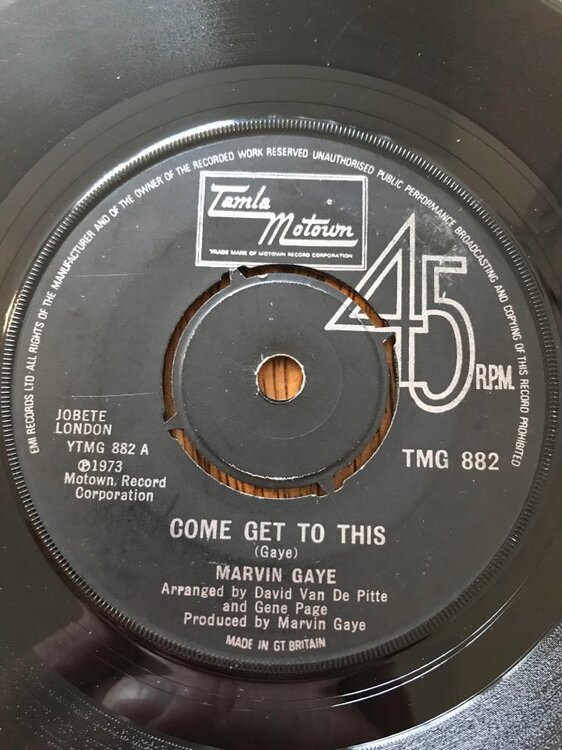 EMI RECORDS LTD ALL RIGHTS OF THE MANUFACTURER AND OF THE OWNER OF THE RECORDED WORK RESERVED·UNAUTHORISED PUBLIC PERFORMANCE BROADCASTING AND COPYING OF THIS RECORD PROHIBITED
Tamla
Motown
TRADE MARK OF MOTOWN RECORD CORPORATION
45
R.P.M.
JOBETE
LONDON
YTMG 882 A
℗1973
Motown, Record
Corporation
TMG 882
COME GET TO THIS
(Gaye)
MARVIN GAYE
Arranged by David Van De Pitte
and Gene Page
Produced by Marvin Gaye
MADE IN GT BRITAIN